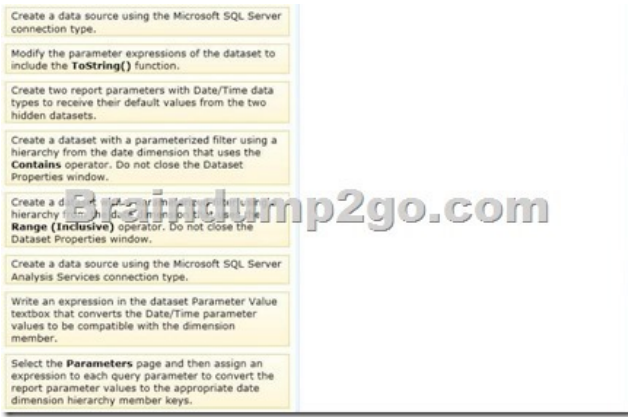 Create a data source using the Microsoft SQL Server
connection type.
Modify the parameter expressions of the dataset to
include the ToString() function.
Create two report parameters with Date/Time data
types to receive their default values from the two
hidden datasets.
Create a dataset with a parameterized filter using a
hierarchy from the date dimension that uses the
Contains operator. Do not close the Dataset
Properties window.
Create a
Braindump2go.com
hierarchy
Range (Inclusive) operator. Do not close the
Dataset Properties window.
Create a data source using the Microsoft SQL Server
Analysis Services connection type.
Write an expression in the dataset Parameter Value
textbox that converts the Date/Time parameter
values to be compatible with the dimension
member.
Select the Parameters page and then assign an
expression to each query parameter to convert the
report parameter values to the appropriate date
dimension hierarchy member keys.